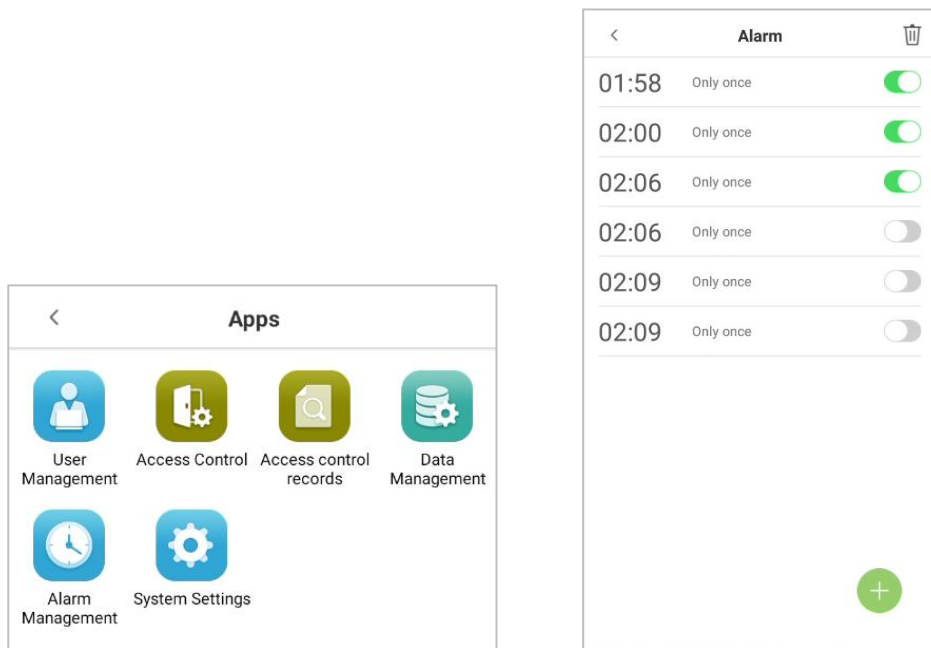 Apps
User
Management
Access Control
Access control
records
Data
Management
Alarm
Management
System Settings
Alarm
01:58 Only once
02:00 Only once
02:06 Only once
02:06 Only once
02:09 Only once
02:09 Only once